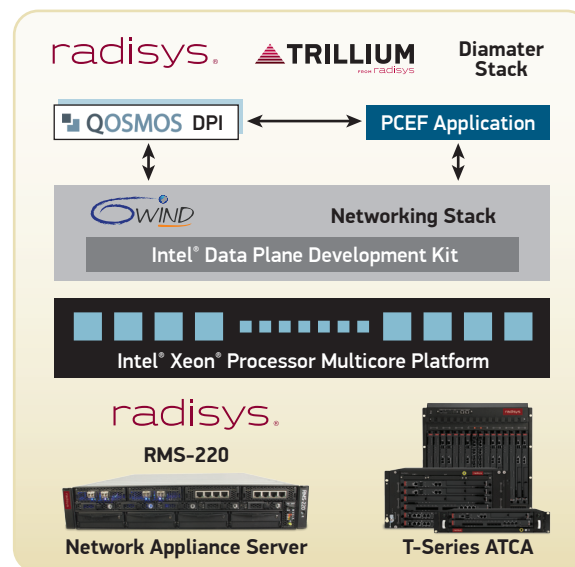 radisys.
TRILLIUM
FROM radisys
Diamater
Stack
QOSMOS DPI
PCEF Application
6WIND
Networking Stack
Intel® Data Plane Development Kit
Intel® Xeon® Processor Multicore Platform
radisys.
RMS-220
Network Appliance Server
T-Series ATCA